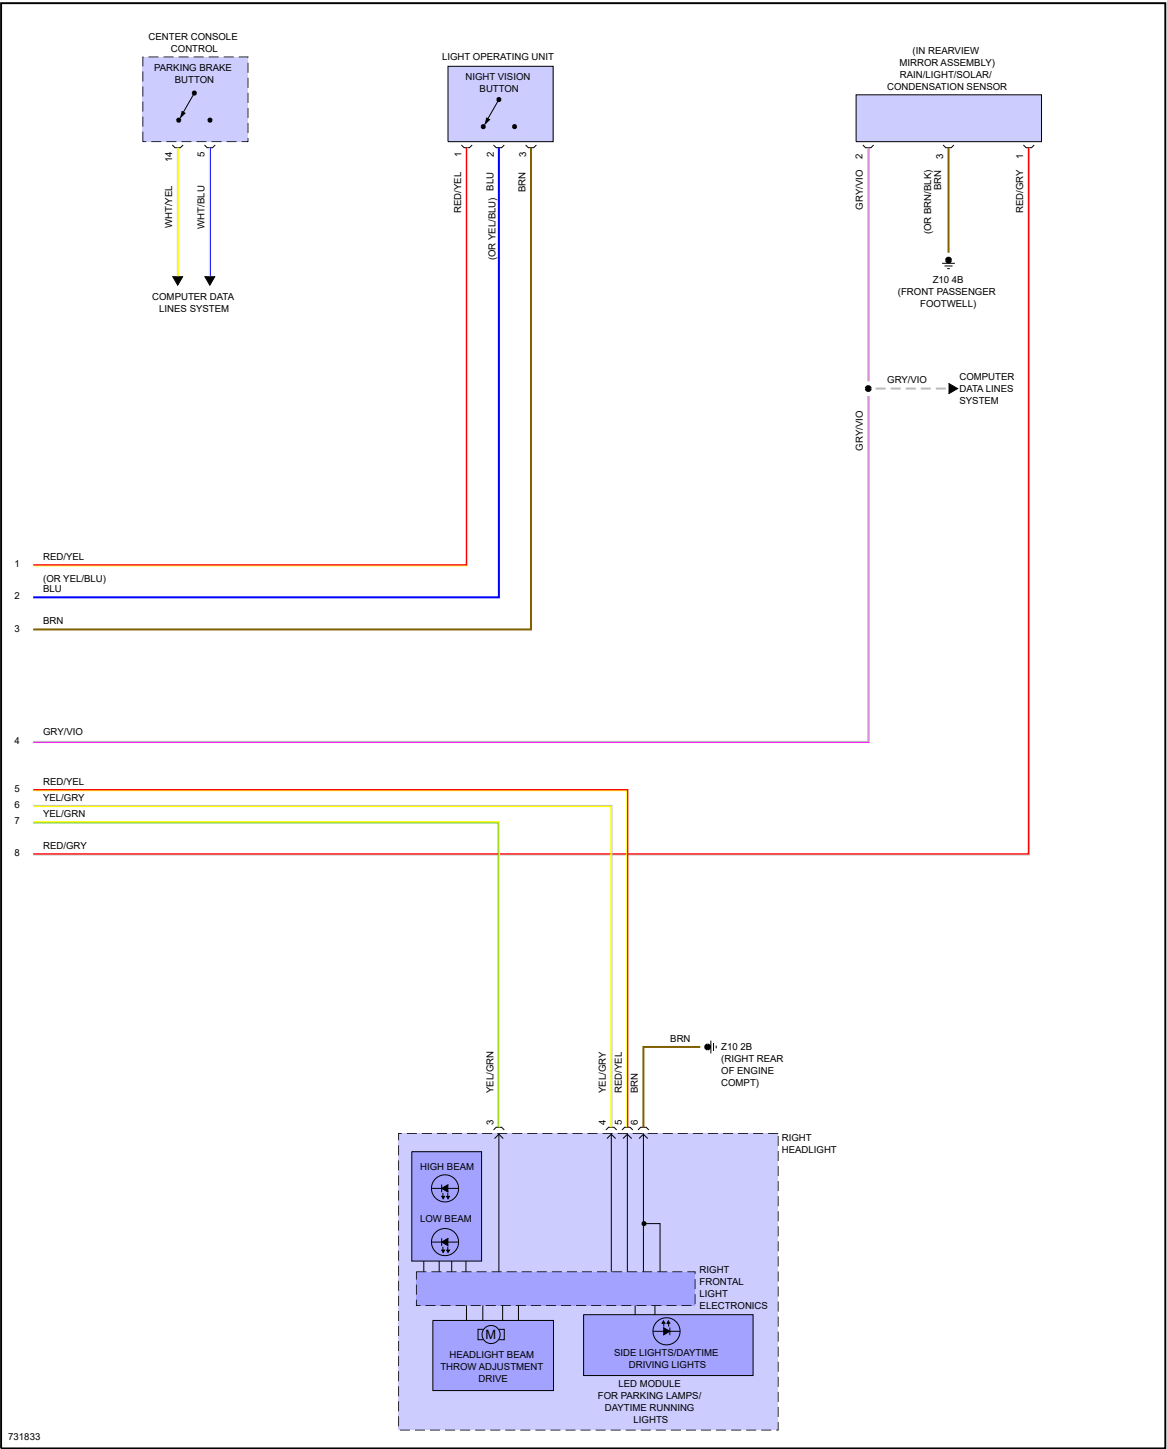 CENTER CONSOLE
CONTROL
PARKING BRAKE
BUTTON
14
5
WHT/YEL
WHT/BLU
COMPUTER DATA
LINES SYSTEM
LIGHT OPERATING UNIT
NIGHT VISION
BUTTON
1
2
3
RED/YEL
(OR YEL/BLU)
BLU
BRN
(IN REARVIEW
MIRROR ASSEMBLY)
RAIN/LIGHT/SOLAR/
CONDENSATION SENSOR
2
3
1
GRY/VIO
(OR BRN/BLK)
BRN
RED/GRY
Z10 4B
(FRONT PASSENGER
FOOTWELL)
GRY/VIO
COMPUTER
DATA LINES
SYSTEM
GRY/VIO
1
RED/YEL
(OR YEL/BLU)
2
BLU
3
BRN
4
GRY/VIO
5
RED/YEL
6
YEL/GRY
7
YEL/GRN
8
RED/GRY
BRN
Z10 2B
(RIGHT REAR
OF ENGINE
COMPT)
YEL/GRN
YEL/GRY
RED/YEL
BRN
3
4
5
6
RIGHT
HEADLIGHT
HIGH BEAM
LOW BEAM
RIGHT
FRONTAL
LIGHT
ELECTRONICS
M
HEADLIGHT BEAM
THROW ADJUSTMENT
DRIVE
SIDE LIGHTS/DAYTIME
DRIVING LIGHTS
LED MODULE
FOR PARKING LAMPS/
DAYTIME RUNNING
LIGHTS
731833